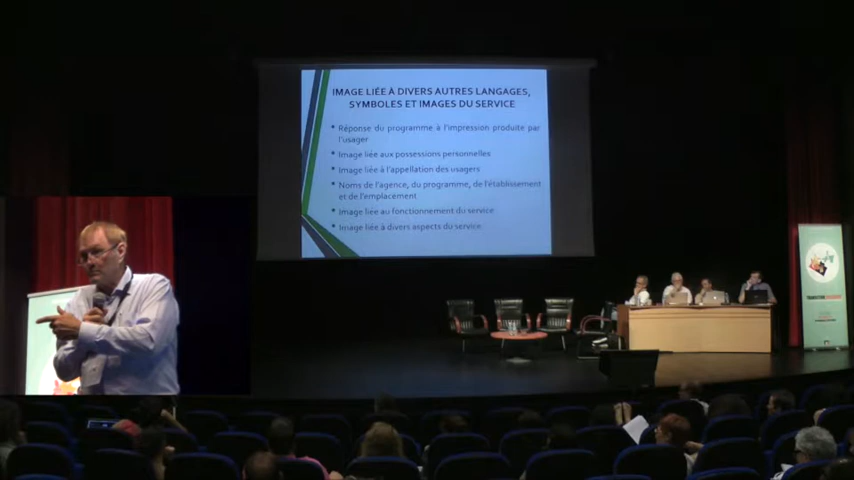 IMAGE LIÉE À DIVERS AUTRES LANGAGES,
SYMBOLES ET IMAGES DU SERVICE
• Réponse du programme à l'impression produite par
l'usager
• Image liée aux possessions personnelles
• Image liée à l'appellation des usagers
• Noms de l'agence, du programme, de l'établissement
et de l'emplacement
• Image liée au fonctionnement du service
• Image liée à divers aspects du service